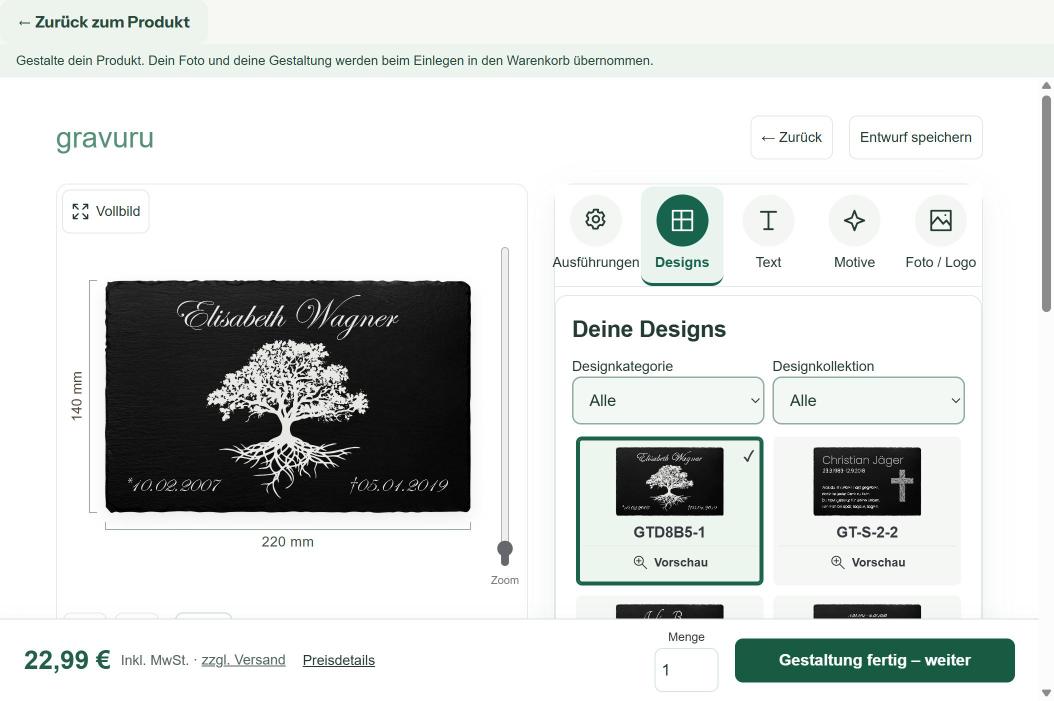 ← Zurück zum Produkt
Gestalte dein Produkt. Dein Foto und deine Gestaltung werden beim Einlegen in den Warenkorb übernommen.
gravuru
← Zurück
Entwurf speichern
Vollbild
Ausführungen
Designs
Text
Motive
Foto / Logo
Elisabeth Wagner
*10.02.2007
†05.01.2019
140 mm
220 mm
Zoom
Deine Designs
Designkategorie
Designkollektion
Alle
Alle
Elisabeth Wagner
GTD8B5-1
Vorschau
Christian Jäger
GT-S-2-2
Vorschau
22,99 €
Inkl. MwSt. · zzgl. Versand
Preisdetails
Menge
1
Gestaltung fertig – weiter